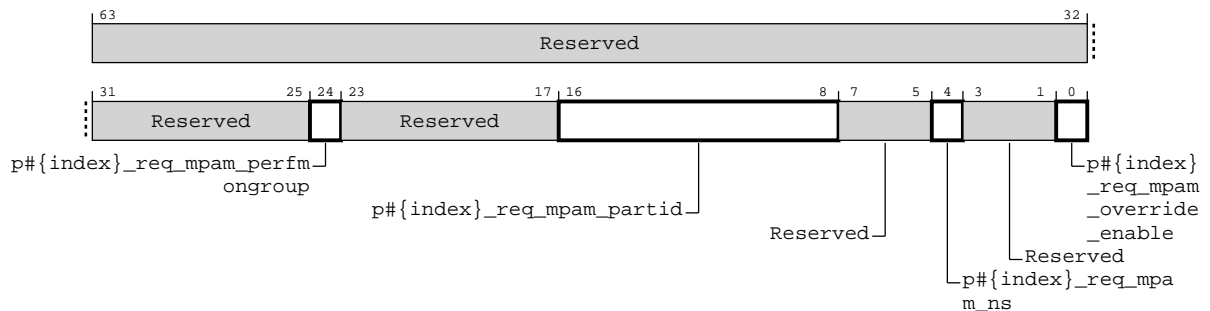 63 32
Reserved
31 25 24 23 17 16 8 7 5 4 3 1 0
Reserved Reserved
p#{index}_req_mpam_perfm
ongroup
p#{index}_req_mpam_partid
Reserved
p#{index}_req_mpa
m_ns
Reserved
p#{index}
_req_mpam
_override
_enable